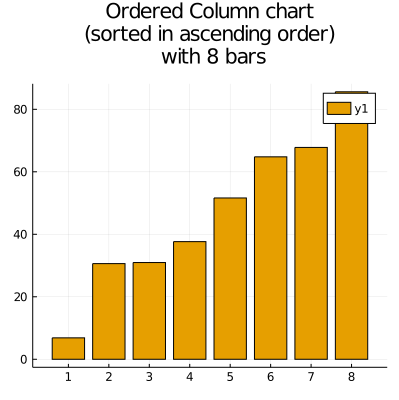 Ordered Column chart
(sorted in ascending order)
with 8 bars
y1
80
60
40
20
0
1 2 3 4 5 6 7 8